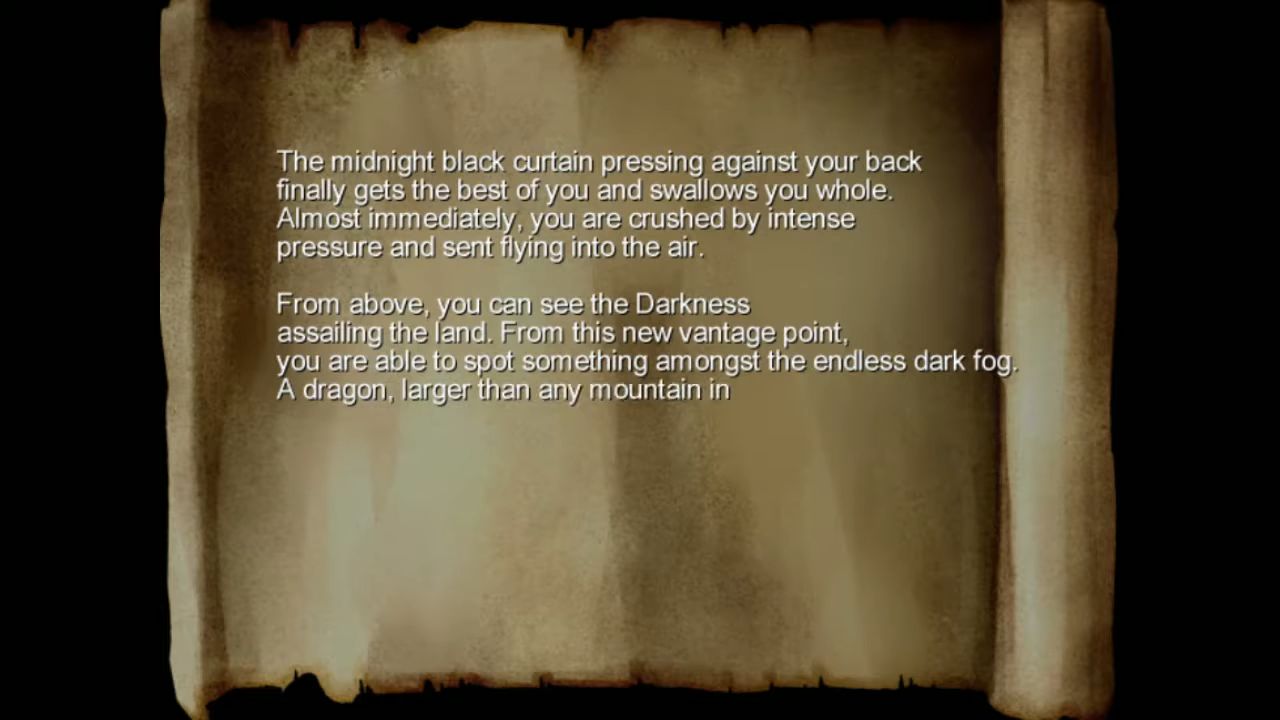 The midnight black curtain pressing against your back
finally gets the best of you and swallows you whole.
Almost immediately, you are crushed by intense
pressure and sent flying into the air.
From above, you can see the Darkness
assailing the land. From this new vantage point,
you are able to spot something amongst the endless dark fog.
A dragon, larger than any mountain in